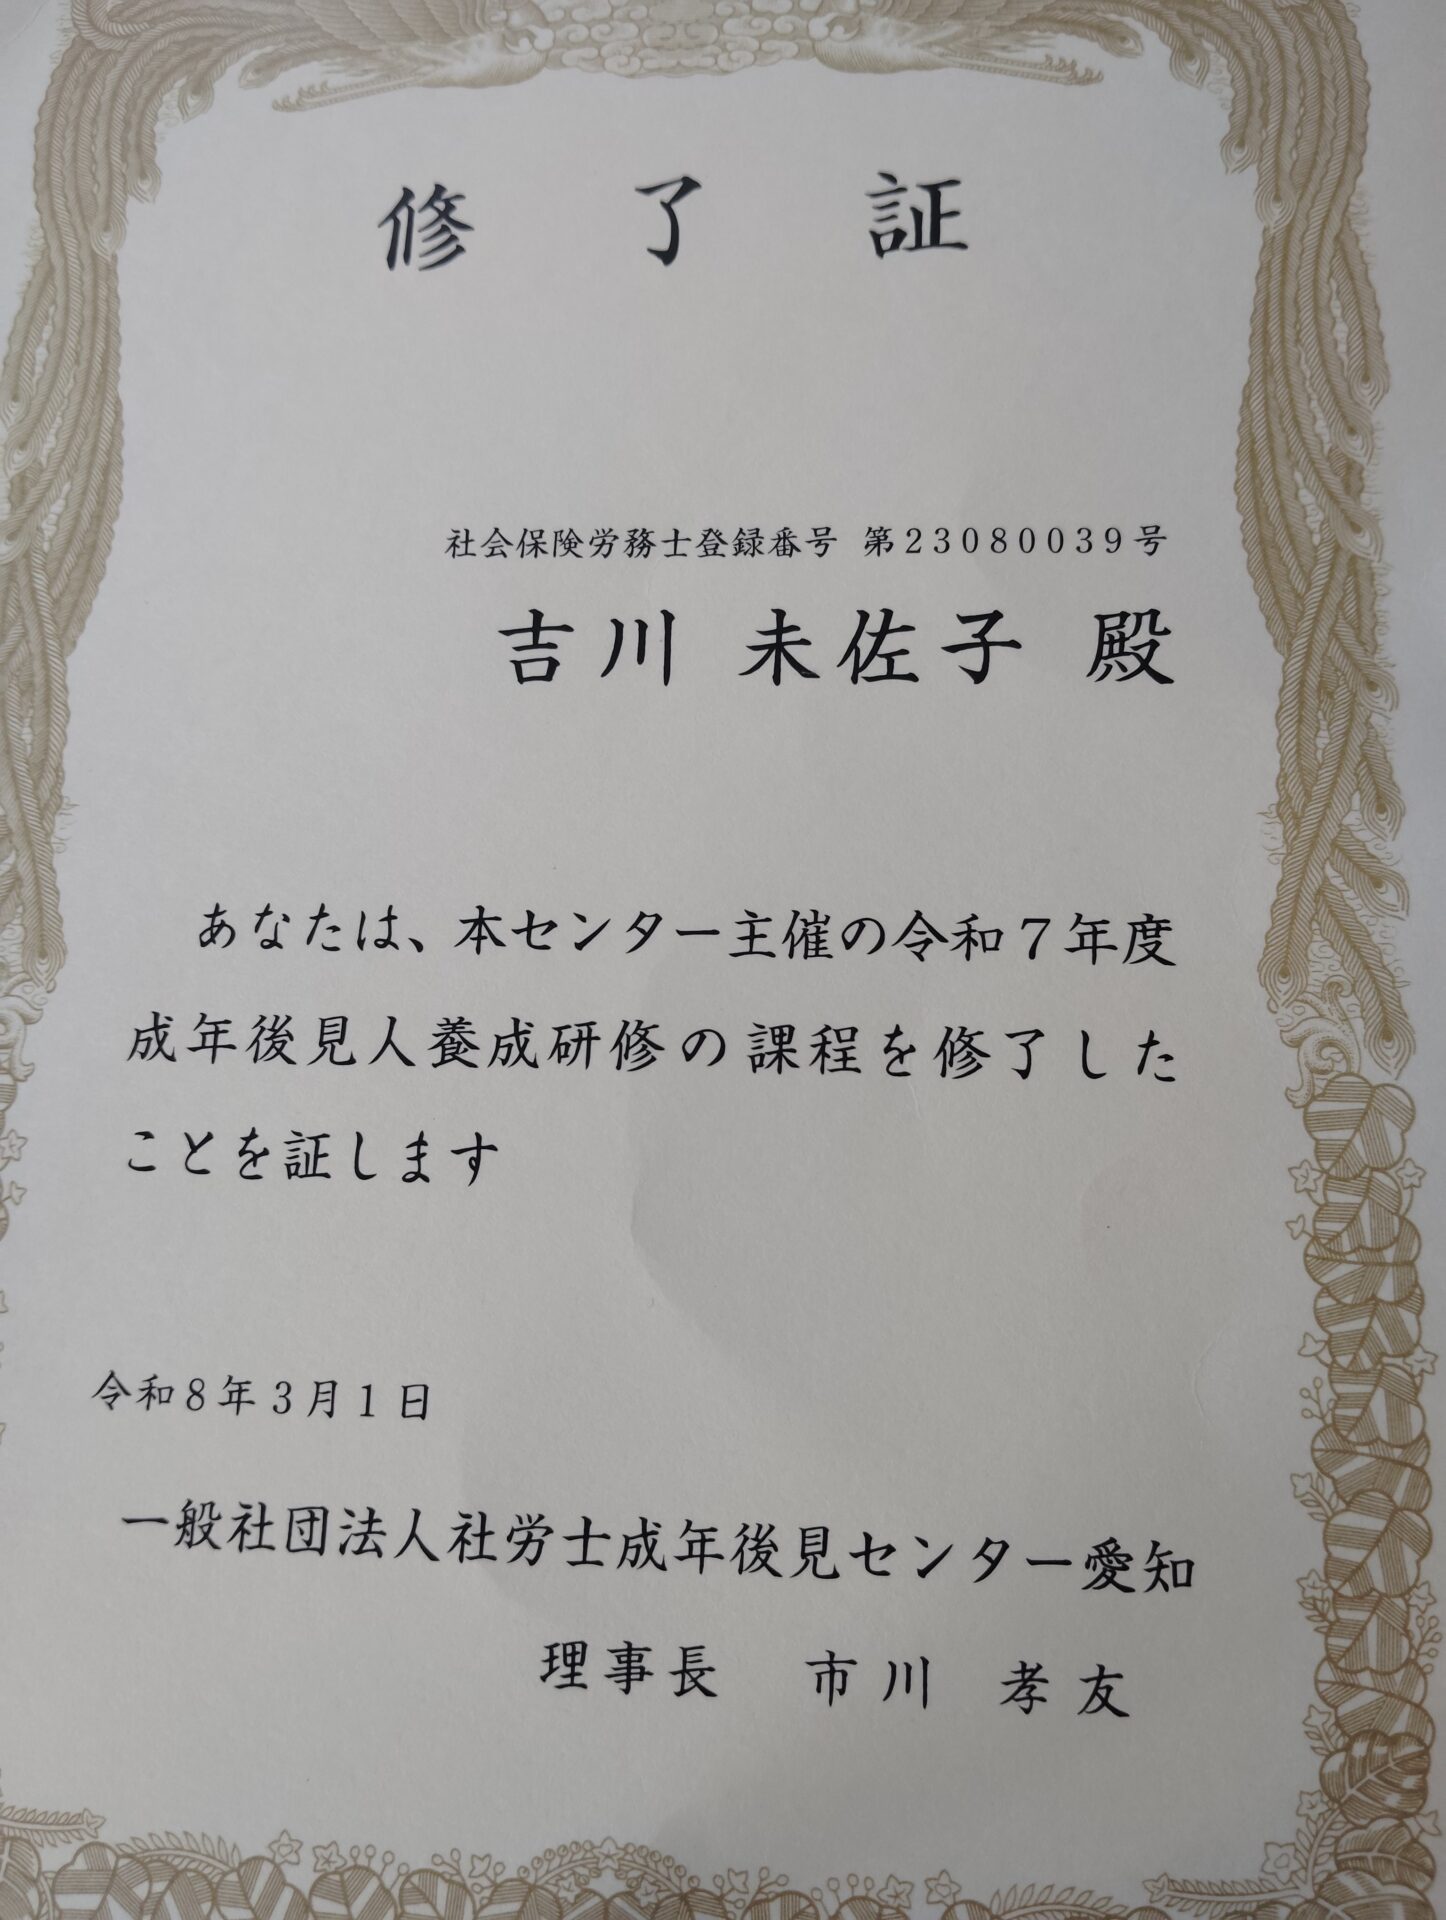 修了証
社会保険労務士登録番号 第23080039号
吉川 未佐子 殿
あなたは、本センター主催の令和7年度
成年後見人養成研修の課程を修了した
ことを証します
令和8年3月1日
一般社団法人社労士成年後見センター愛知
理事長 市川 孝友